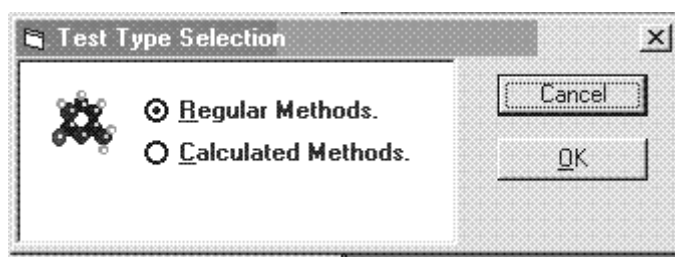 Test Type Selection
Regular Methods.
Calculated Methods.
Cancel
OK